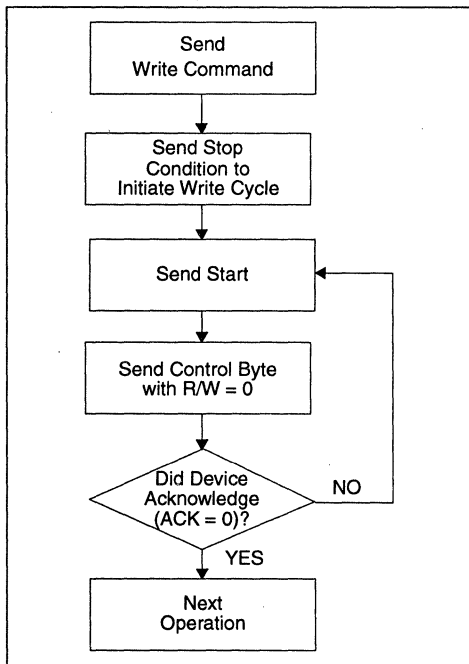 Send
Write Command
Send Stop
Condition to
Initiate Write Cycle
Send Start
Send Control Byte
with R/W = 0
Did Device
Acknowledge
(ACK = 0)?
NO
YES
Next
Operation